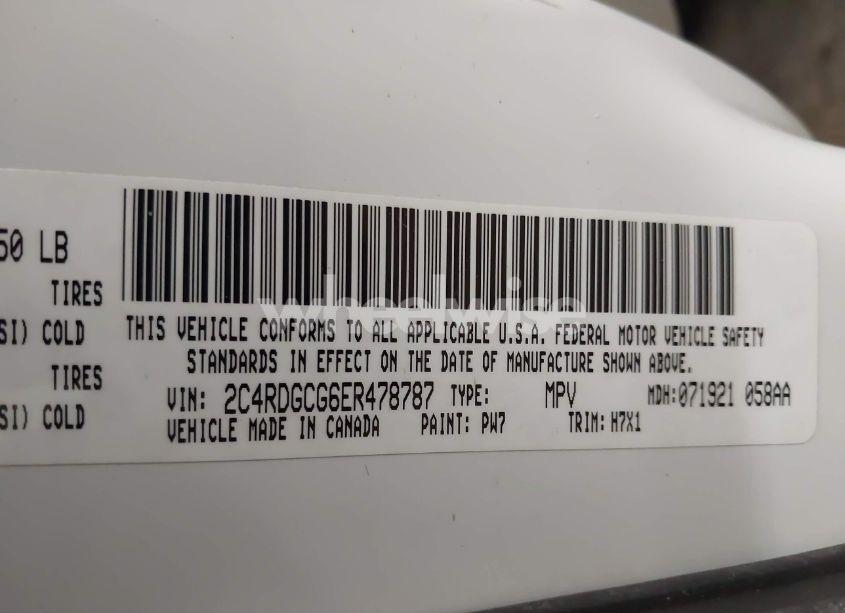 50 LB
TIRES
SI) COLD
TIRES
SI) COLD
wheelwise
THIS VEHICLE CONFORMS TO ALL APPLICABLE U.S.A. FEDERAL MOTOR VEHICLE SAFETY
STANDARDS IN EFFECT ON THE DATE OF MANUFACTURE SHOWN ABOVE.
VIN: 2C4RDGCG6ER478787 TYPE: MPV MDH:071921 058AA
VEHICLE MADE IN CANADA PAINT: PW7 TRIM: H7X1